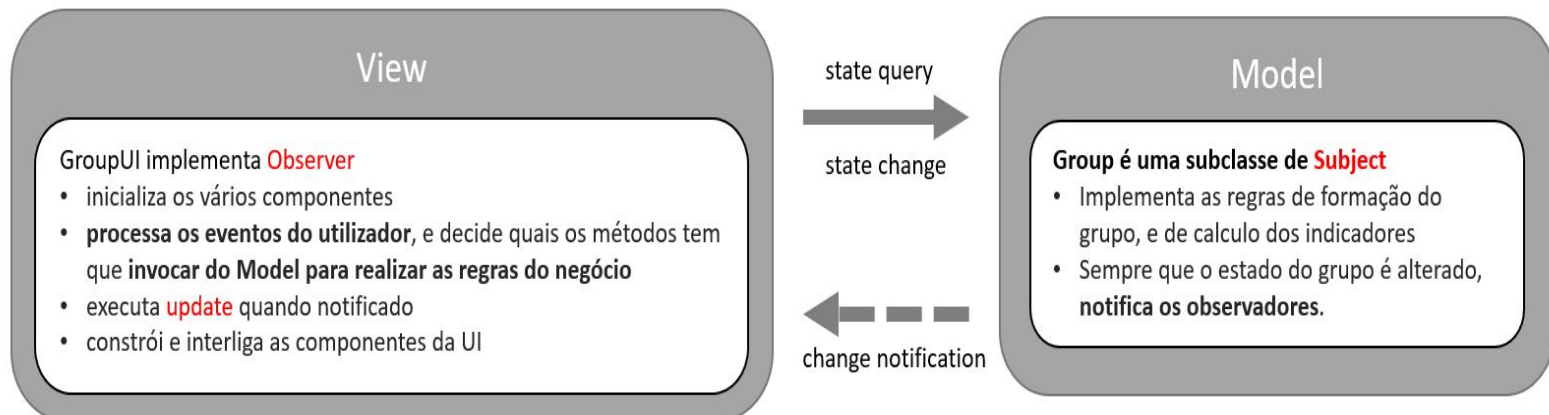 View
GroupUI implementa Observer
• inicializa os vários componentes
• processa os eventos do utilizador, e decide quais os métodos tem
que invocar do Model para realizar as regras do negócio
• executa update quando notificado
• constrói e interliga as componentes da UI
state query
state change
change notification
Model
Group é uma subclasse de Subject
• Implementa as regras de formação do
grupo, e de calculo dos indicadores
• Sempre que o estado do grupo é alterado,
notifica os observadores.